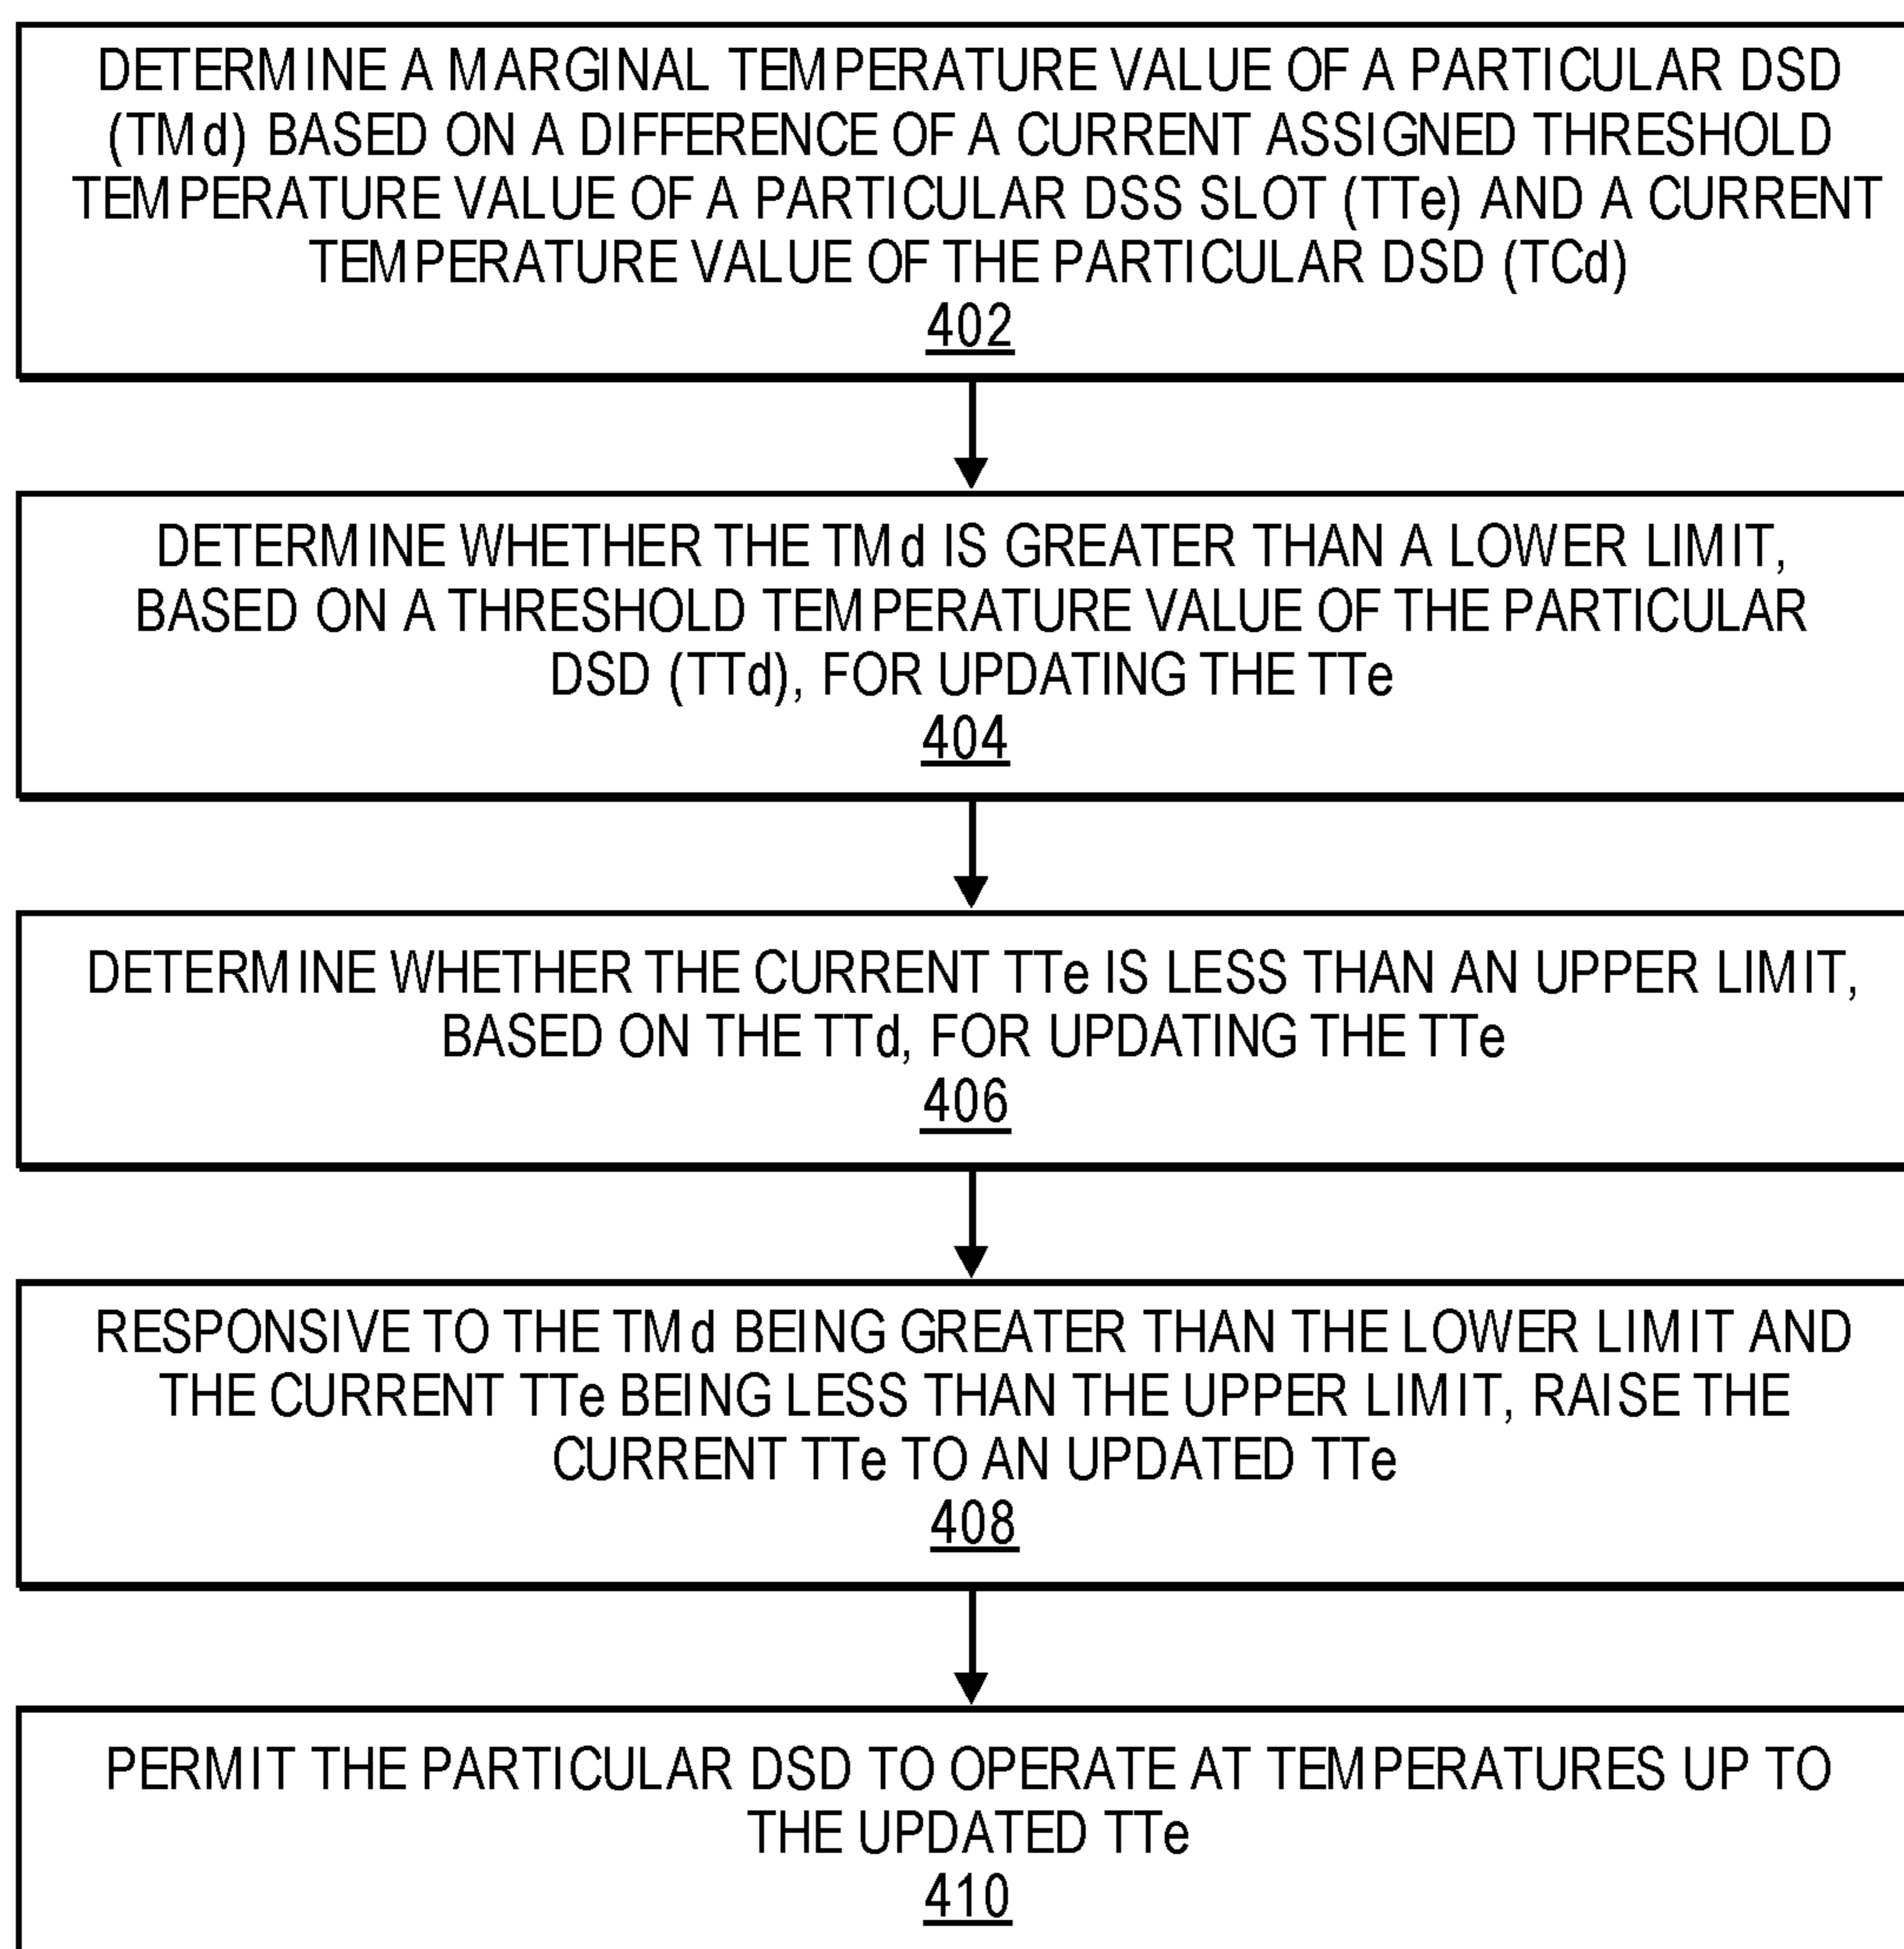 DETERMINE A MARGINAL TEMPERATURE VALUE OF A PARTICULAR DSD
(TMd) BASED ON A DIFFERENCE OF A CURRENT ASSIGNED THRESHOLD
TEMPERATURE VALUE OF A PARTICULAR DSS SLOT (TTe) AND A CURRENT
TEMPERATURE VALUE OF THE PARTICULAR DSD (TCd)
402
DETERMINE WHETHER THE TMd IS GREATER THAN A LOWER LIMIT,
BASED ON A THRESHOLD TEMPERATURE VALUE OF THE PARTICULAR
DSD (TTd), FOR UPDATING THE TTe
404
DETERMINE WHETHER THE CURRENT TTe IS LESS THAN AN UPPER LIMIT,
BASED ON THE TTd, FOR UPDATING THE TTe
406
RESPONSIVE TO THE TMd BEING GREATER THAN THE LOWER LIMIT AND
THE CURRENT TTe BEING LESS THAN THE UPPER LIMIT, RAISE THE
CURRENT TTe TO AN UPDATED TTe
408
PERMIT THE PARTICULAR DSD TO OPERATE AT TEMPERATURES UP TO
THE UPDATED TTe
410